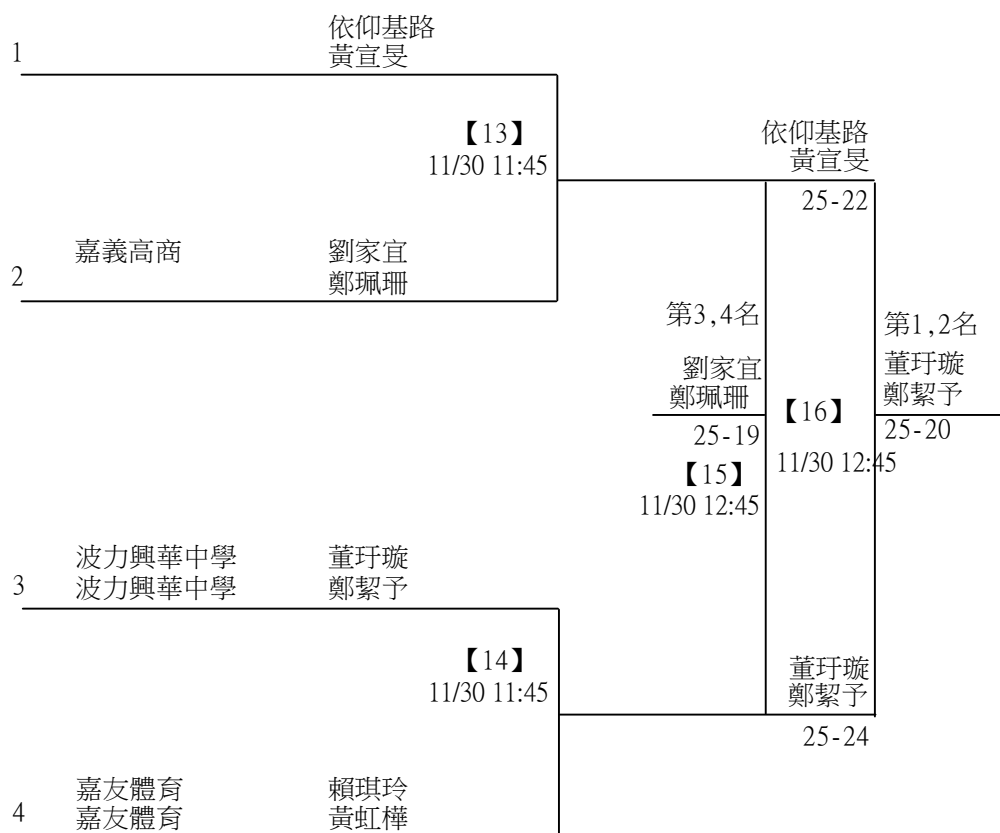 依仰基路
1 黃宣旻
【13】
11/30 11:45
依仰基路
黃宣旻
25-22
嘉義高商 劉家宜
2 鄭珮珊
第3,4名
第1,2名
劉家宜
鄭珮珊
25-19
【15】
11/30 12:45
【16】
11/30 12:45
董玗璇
鄭絜予
25-20
波力興華中學 董玗璇
3 波力興華中學 鄭絜予
【14】
11/30 11:45
董玗璇
鄭絜予
25-24
嘉友體育 賴琪玲
4 嘉友體育 黃虹樺